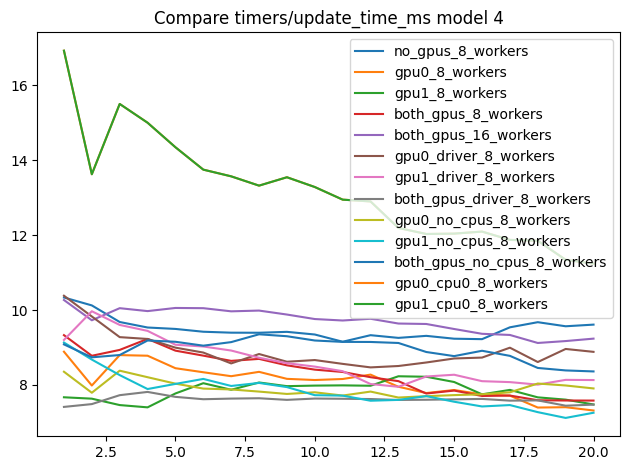 Compare timers/update_time_ms model 4
no_gpus_8_workers
gpu0_8_workers
gpu1_8_workers
both_gpus_8_workers
both_gpus_16_workers
gpu0_driver_8_workers
gpu1_driver_8_workers
both_gpus_driver_8_workers
gpu0_no_cpus_8_workers
gpu1_no_cpus_8_workers
both_gpus_no_cpus_8_workers
gpu0_cpu0_8_workers
gpu1_cpu0_8_workers
16
14
12
10
8
2.5 5.0 7.5 10.0 12.5 15.0 17.5 20.0